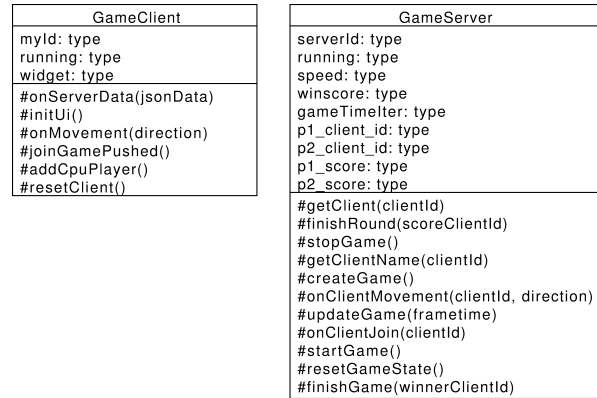 GameClient
myId: type
running: type
widget: type
#onServerData(jsonData)
#initUi()
#onMovement(direction)
#joinGamePushed()
#addCpuPlayer()
#resetClient()
GameServer
serverId: type
running: type
speed: type
winscore: type
gameTimeIter: type
p1_client_id: type
p2_client_id: type
p1_score: type
p2_score: type
#getClient(clientId)
#finishRound(scoreClientId)
#stopGame()
#getClientName(clientId)
#createGame()
#onClientMovement(clientId, direction)
#updateGame(frametime)
#onClientJoin(clientId)
#startGame()
#resetGameState()
#finishGame(winnerClientId)